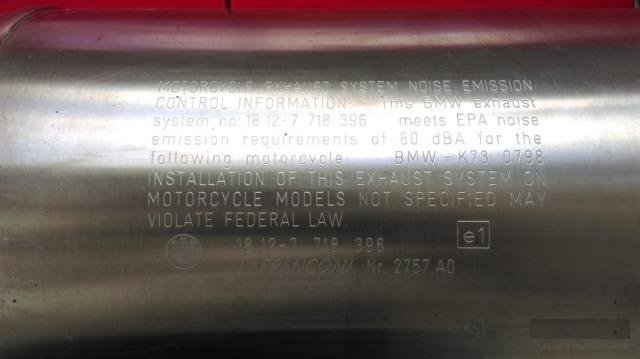 MOTORCYCLE EXHAUST SYSTEM NOISE EMISSION
CONTROL INFORMATION. This BMW exhaust
system no: 18.12-7 718 396 meets EPA noise
emission requirements of 80 dBA for the
following motorcycle: BMW - K73 0798
INSTALLATION OF THIS EXHAUST SYSTEM ON
MOTORCYCLE MODELS NOT SPECIFIED MAY
VIOLATE FEDERAL LAW.
18.12-7 718 396 e1
LAFRANCONI Nr. 2757.A0